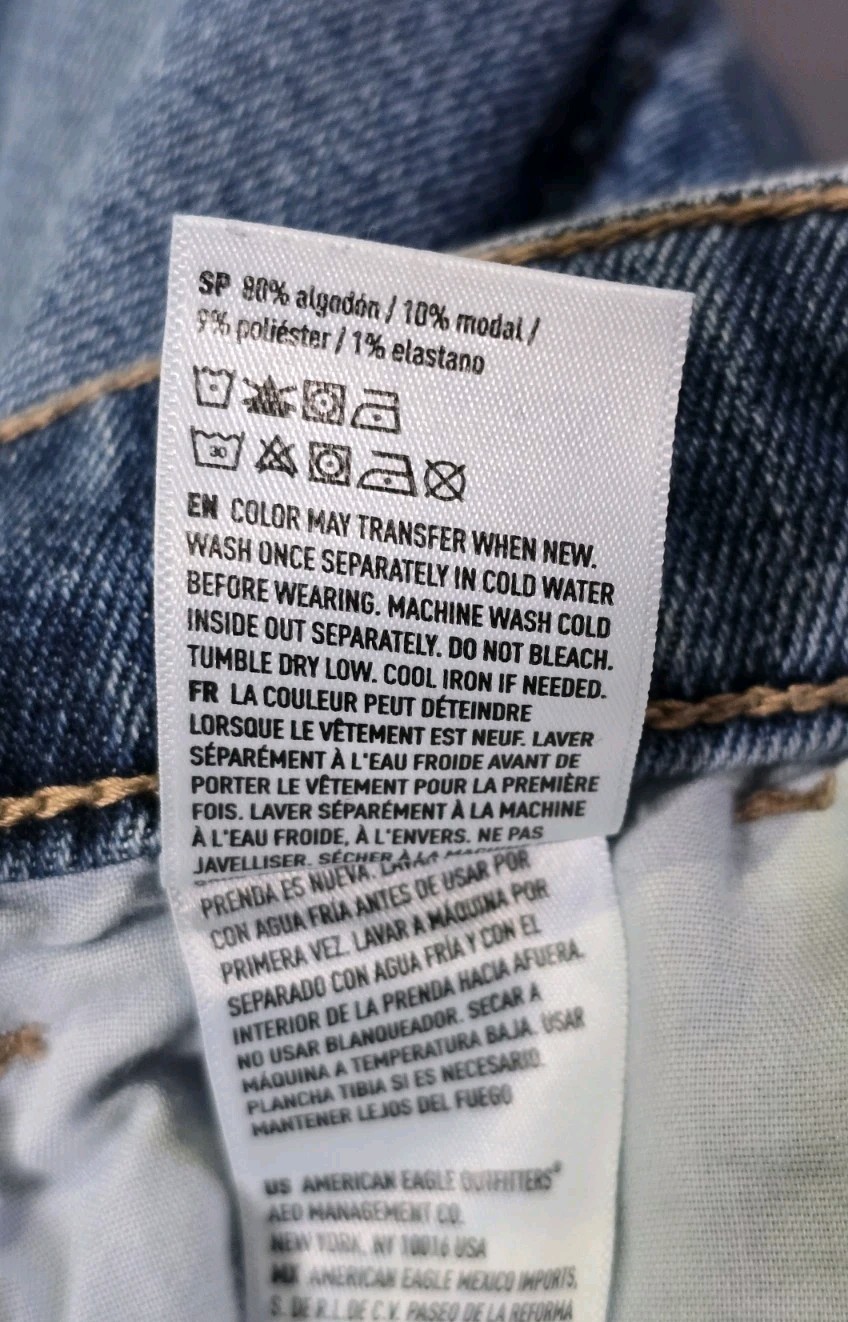 SP 80% algodón / 10% modal /
9% poliéster / 1% elastano
30
EN COLOR MAY TRANSFER WHEN NEW.
WASH ONCE SEPARATELY IN COLD WATER
BEFORE WEARING. MACHINE WASH COLD
INSIDE OUT SEPARATELY. DO NOT BLEACH.
TUMBLE DRY LOW. COOL IRON IF NEEDED.
FR LA COULEUR PEUT DÉTEINDRE
LORSQUE LE VÊTEMENT EST NEUF. LAVER
SÉPARÉMENT À L'EAU FROIDE AVANT DE
PORTER LE VÊTEMENT POUR LA PREMIÈRE
FOIS. LAVER SÉPARÉMENT À LA MACHINE
À L'EAU FROIDE, À L'ENVERS. NE PAS
JAVELLISER. SÉCHER À LA
PRENDA ES NUEVA. LAVAR POR
CON AGUA FRÍA ANTES DE USAR POR
PRIMERA VEZ. LAVAR A MÁQUINA POR
SEPARADO CON AGUA FRÍA Y CON EL
INTERIOR DE LA PRENDA HACIA AFUERA.
NO USAR BLANQUEADOR. SECAR A
MÁQUINA A TEMPERATURA BAJA. USAR
PLANCHA TIBIA SI ES NECESARIO.
MANTENER LEJOS DEL FUEGO
US AMERICAN EAGLE OUTFITTERS®
AEO MANAGEMENT CO.
NEW YORK, NY 10016 USA
MX AMERICAN EAGLE MEXICO IMPORTS,
S. DE R.L. DE C.V. PASEO DE LA REFORMA